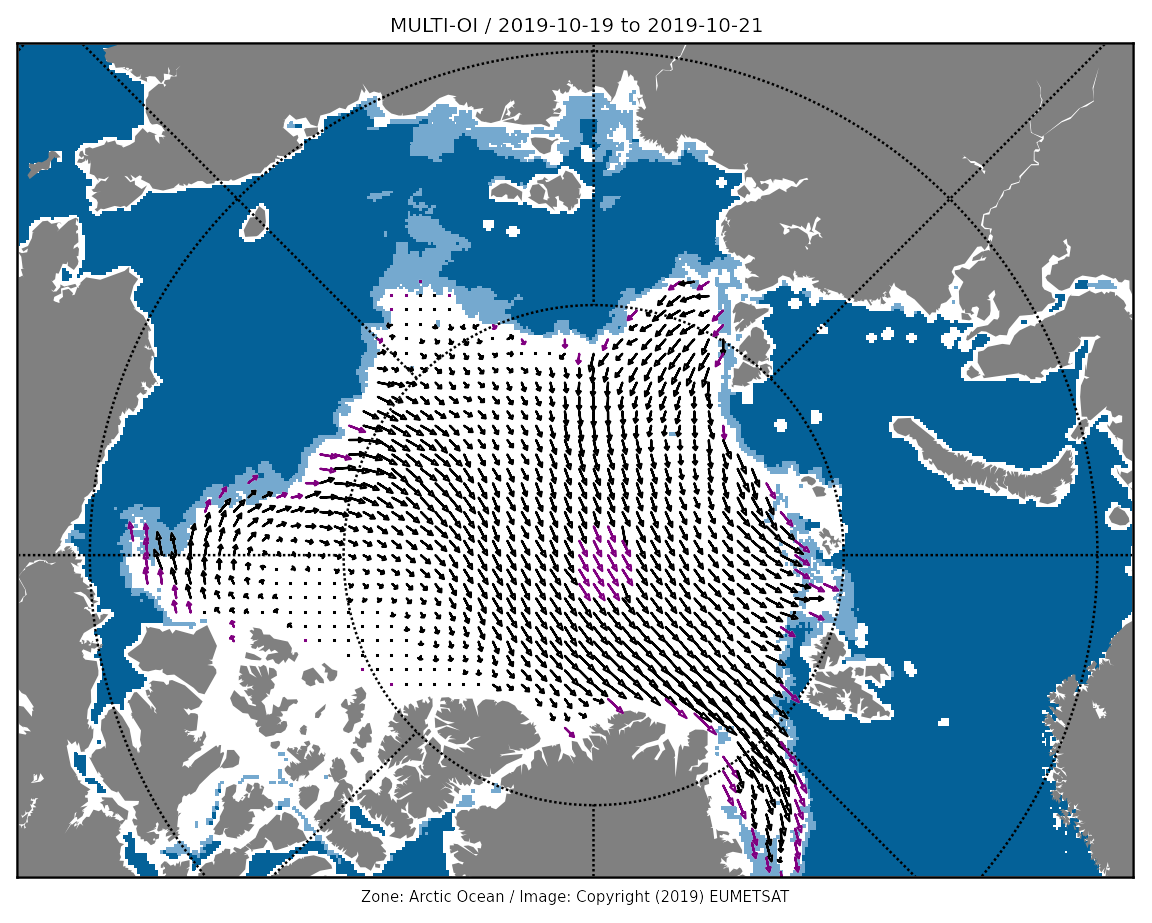 MULTI-OI / 2019-10-19 to 2019-10-21
Zone: Arctic Ocean / Image: Copyright (2019) EUMETSAT